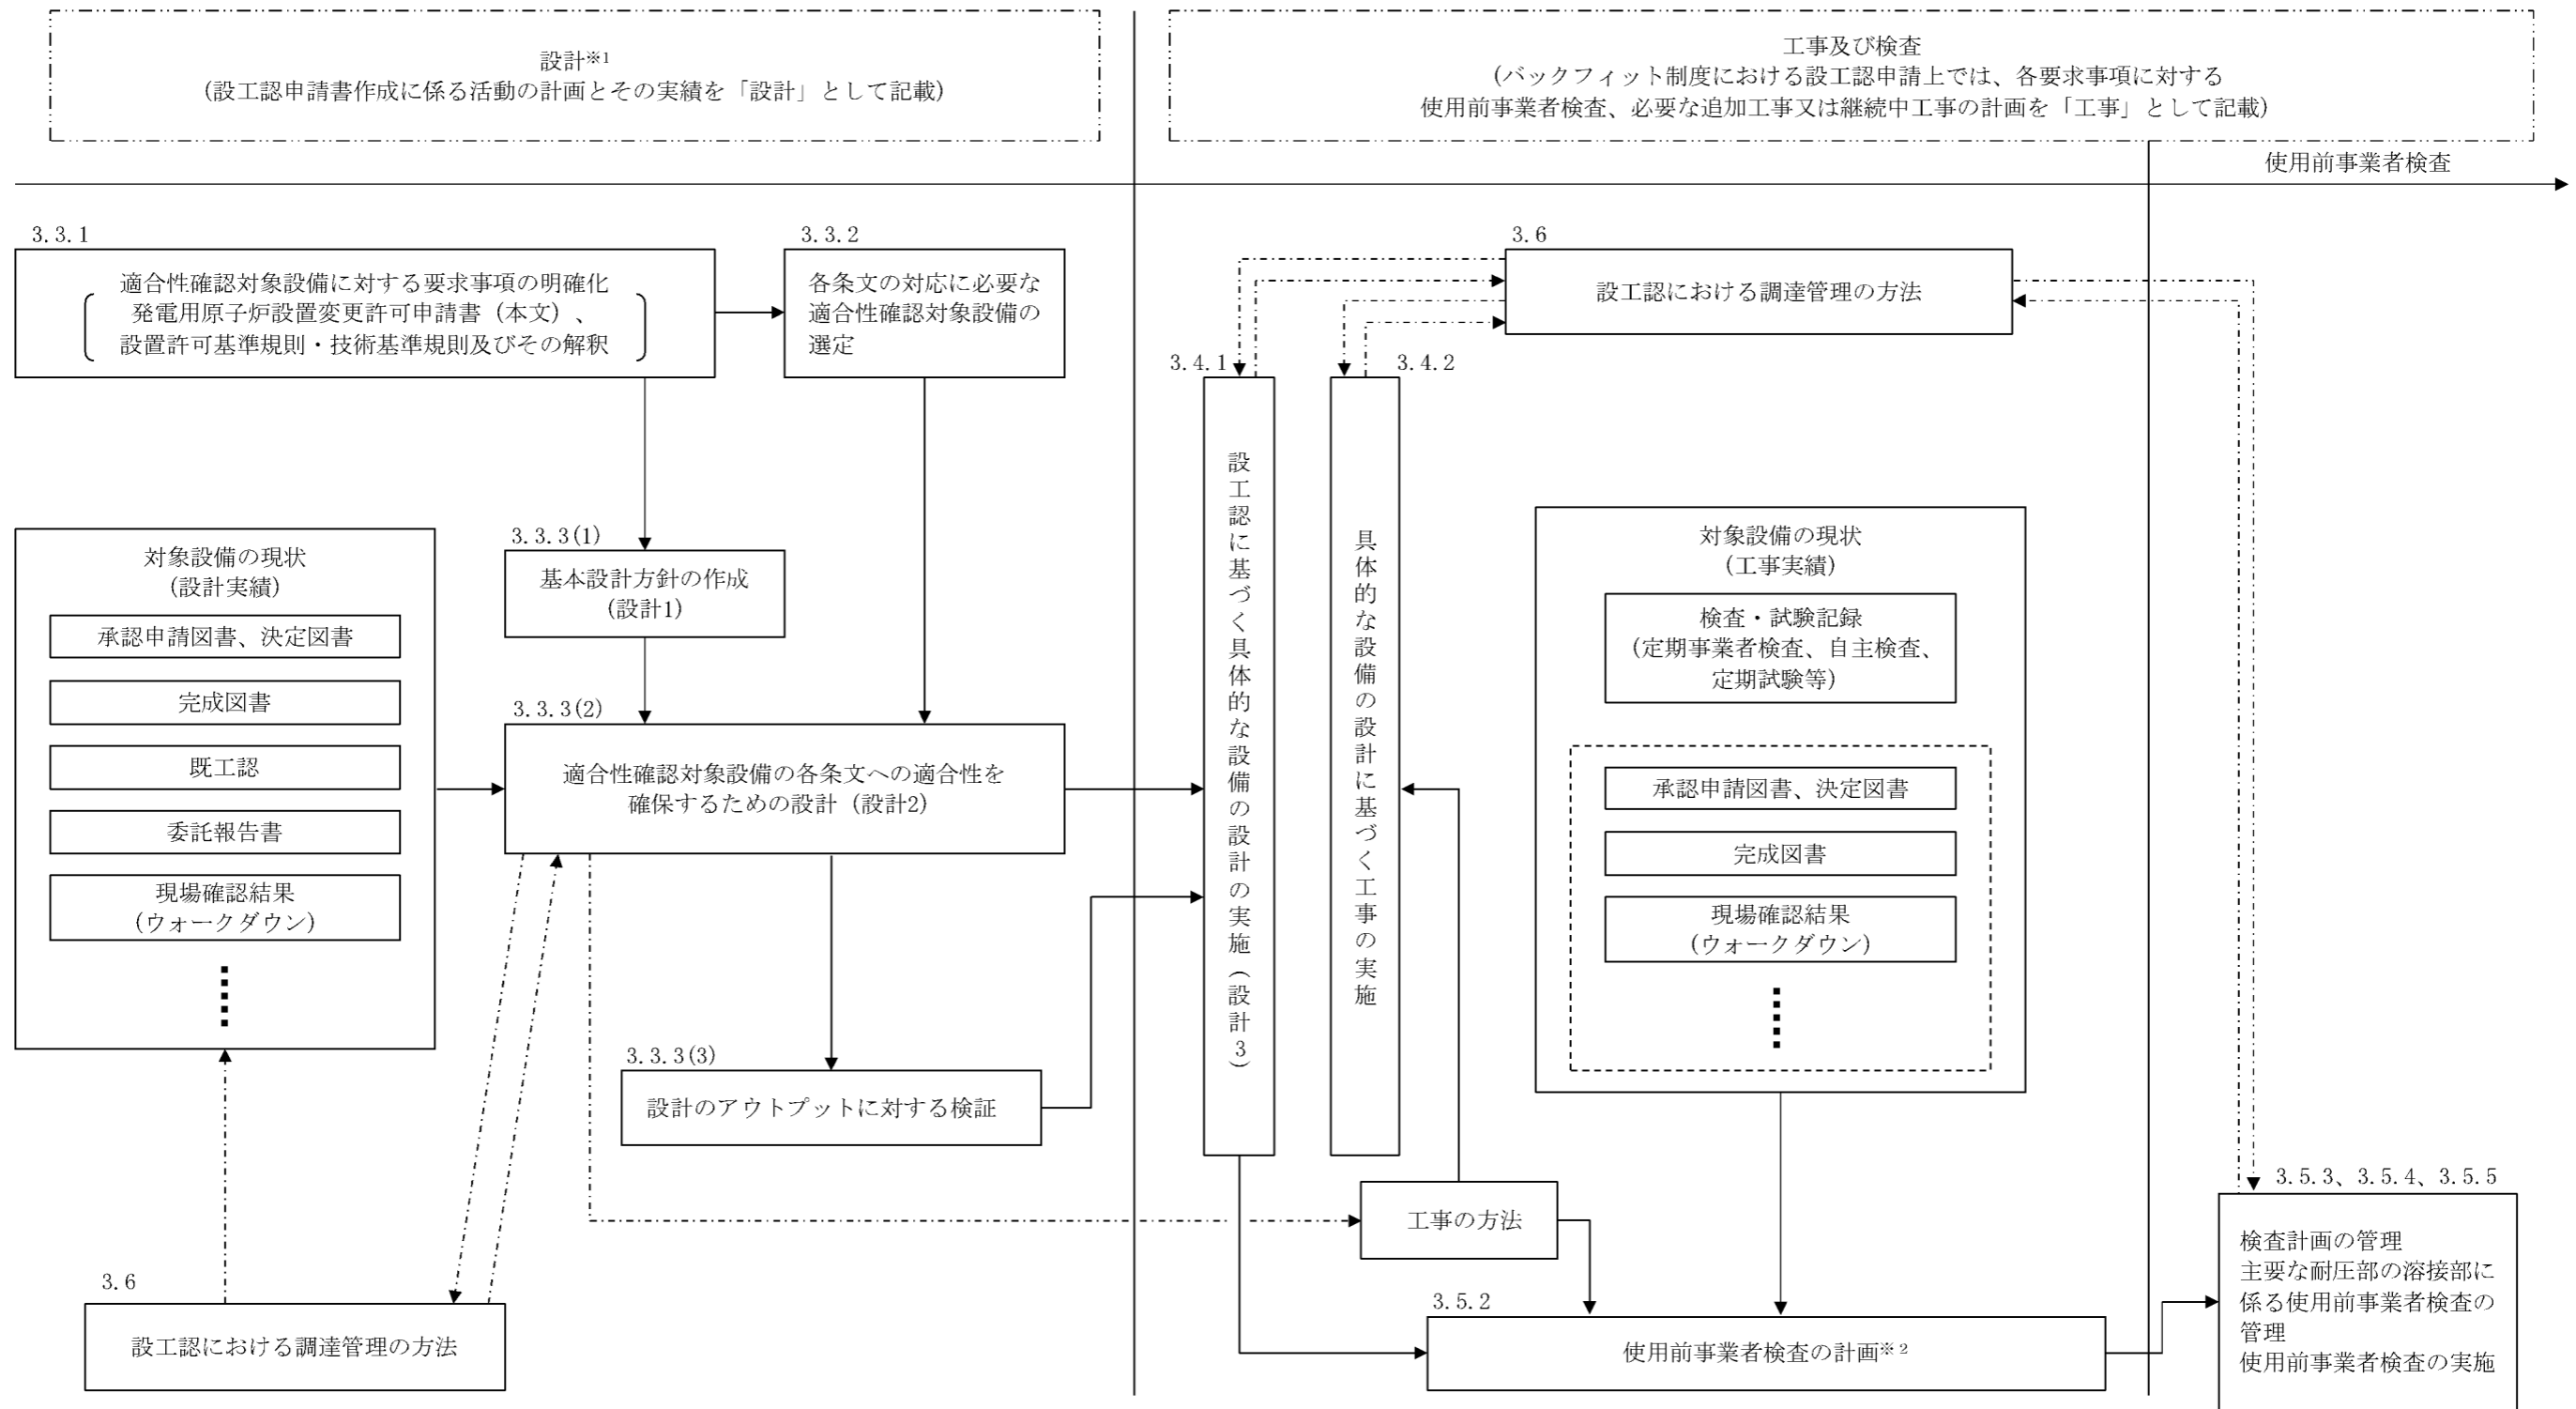 設計※1
(設工認申請書作成に係る活動の計画とその実績を「設計」として記載)
工事及び検査
(バックフィット制度における設工認申請上では、各要求事項に対する
使用前事業者検査、必要な追加工事又は継続中工事の計画を「工事」として記載)
使用前事業者検査
3.3.1
適合性確認対象設備に対する要求事項の明確化
発電用原子炉設置変更許可申請書（本文）、
設置許可基準規則・技術基準規則及びその解釈
3.3.2
各条文の対応に必要な
適合性確認対象設備の
選定
対象設備の現状
(設計実績)
承認申請図書、決定図書
完成図書
既工認
委託報告書
現場確認結果
(ウォークダウン)
3.3.3(1)
基本設計方針の作成
(設計1)
3.3.3(2)
適合性確認対象設備の各条文への適合性を
確保するための設計（設計2）
3.3.3(3)
設計のアウトプットに対する検証
3.6
設工認における調達管理の方法
3.6
設工認における調達管理の方法
3.4.1
設工認に基づく具体的な設備の設計の実施（設計3）
3.4.2
具体的な設備の設計に基づく工事の実施
対象設備の現状
(工事実績)
検査・試験記録
(定期事業者検査、自主検査、
定期試験等)
承認申請図書、決定図書
完成図書
現場確認結果
(ウォークダウン)
工事の方法
3.5.2
使用前事業者検査の計画※2
3.5.3、3.5.4、3.5.5
検査計画の管理
主要な耐圧部の溶接部に
係る使用前事業者検査の
管理
使用前事業者検査の実施